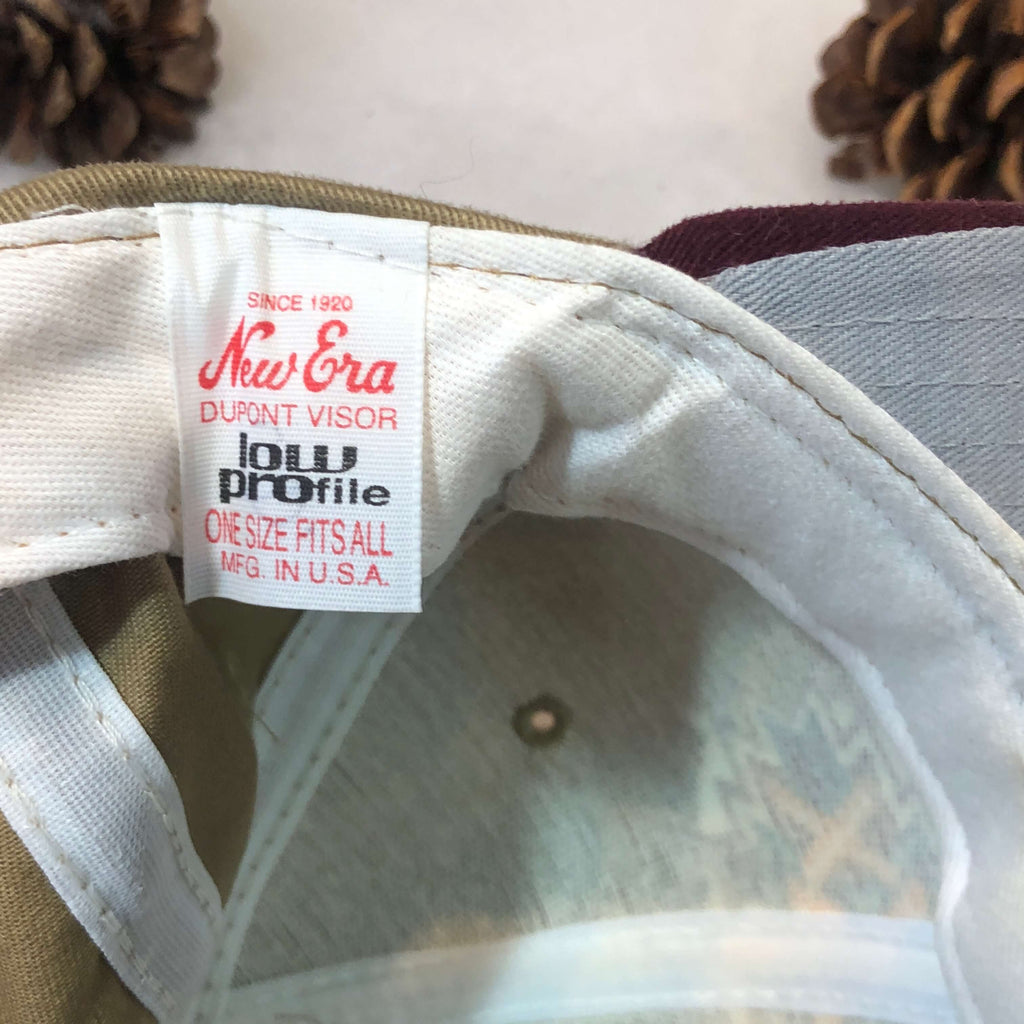 SINCE 1920
New Era
DUPONT VISOR
low
profile
ONE SIZE FITS ALL
MFG. IN U.S.A.